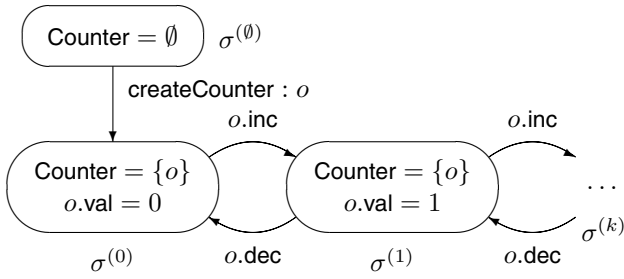 Counter = ∅ σ^(∅)
createCounter : o
o.inc o.inc
Counter = {o} Counter = {o}
o.val = 0 o.val = 1 ...
σ^(k)
σ^(0) o.dec σ^(1) o.dec